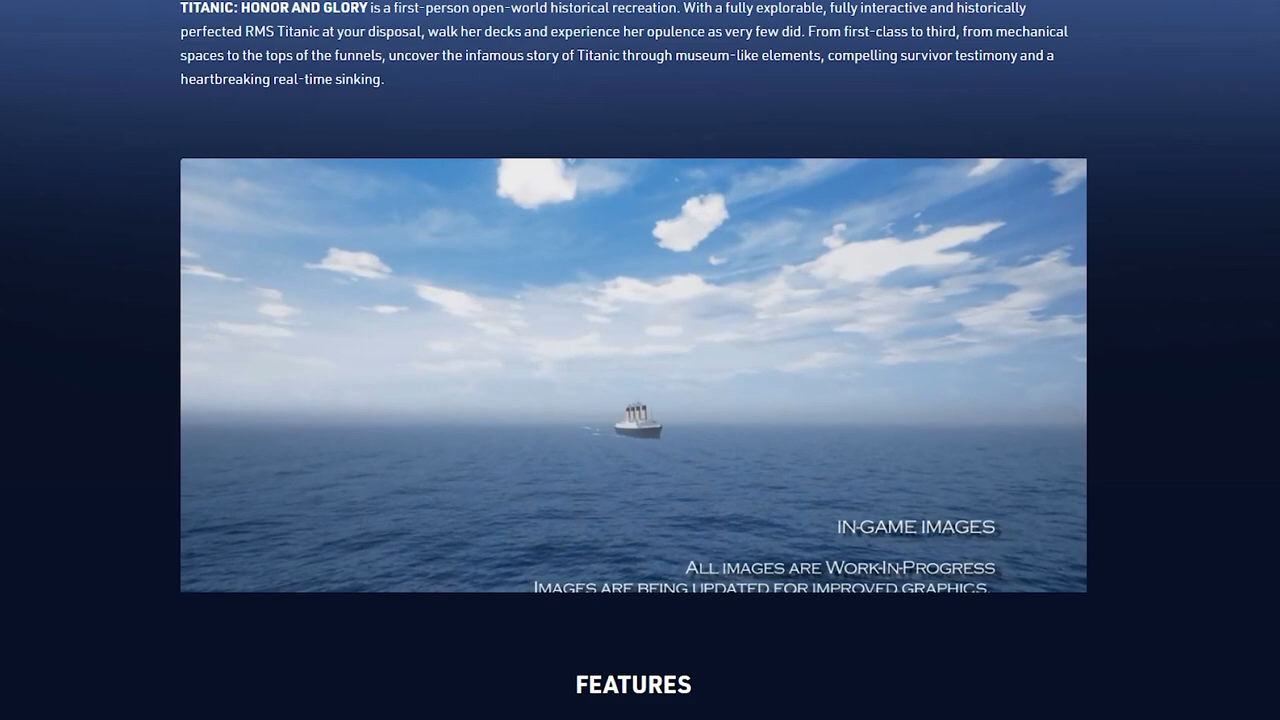 TITANIC: HONOR AND GLORY is a first-person open-world historical recreation. With a fully explorable, fully interactive and historically
perfected RMS Titanic at your disposal, walk her decks and experience her opulence as very few did. From first-class to third, from mechanical
spaces to the tops of the funnels, uncover the infamous story of Titanic through museum-like elements, compelling survivor testimony and a
heartbreaking real-time sinking.
IN-GAME IMAGES
ALL IMAGES ARE WORK-IN-PROGRESS
IMAGES ARE BEING UPDATED FOR IMPROVED GRAPHICS.
FEATURES